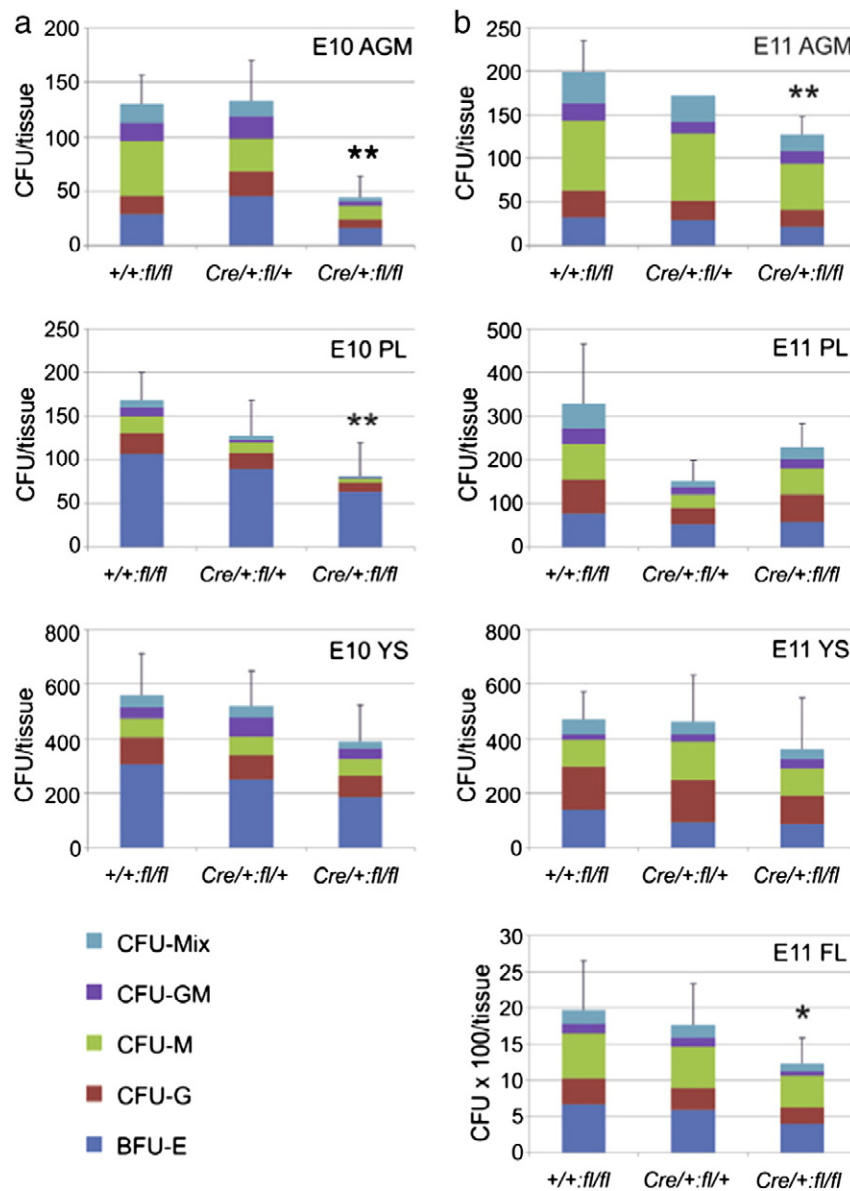 a
E10 AGM
CFU/tissue
200
150
100
50
0
**
+/+:fl/fl Cre/+:fl/+ Cre/+:fl/fl
E10 PL
CFU/tissue
250
200
150
100
50
0
**
+/+:fl/fl Cre/+:fl/+ Cre/+:fl/fl
E10 YS
CFU/tissue
800
600
400
200
0
+/+:fl/fl Cre/+:fl/+ Cre/+:fl/fl
CFU-Mix
CFU-GM
CFU-M
CFU-G
BFU-E
b
E11 AGM
CFU/tissue
250
200
150
100
50
0
**
+/+:fl/fl Cre/+:fl/+ Cre/+:fl/fl
E11 PL
CFU/tissue
500
400
300
200
100
0
+/+:fl/fl Cre/+:fl/+ Cre/+:fl/fl
E11 YS
CFU/tissue
800
600
400
200
0
+/+:fl/fl Cre/+:fl/+ Cre/+:fl/fl
E11 FL
CFU x 100/tissue
30
25
20
15
10
5
0
*
+/+:fl/fl Cre/+:fl/+ Cre/+:fl/fl